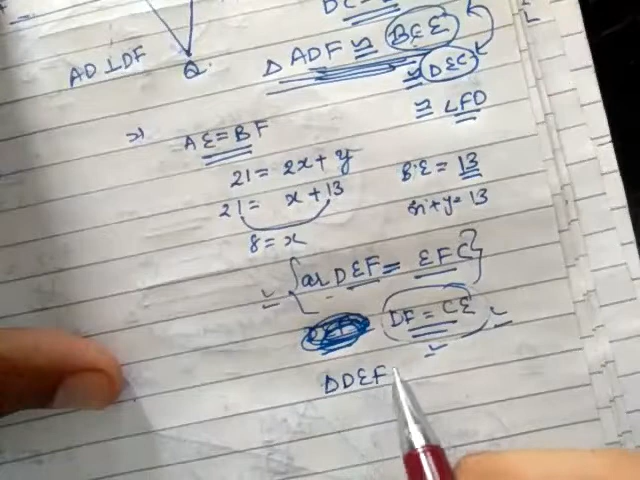 AD ⊥ DF
Q.
Δ ADF ≅ BCE
≅ DEC
≅ LFD
⇒ AE = BF
21 = 2x + y
BE = 13
21 = x + 13
x + y = 13
8 = x
{ar DEF = EFC}
DF = CE
ΔDEF